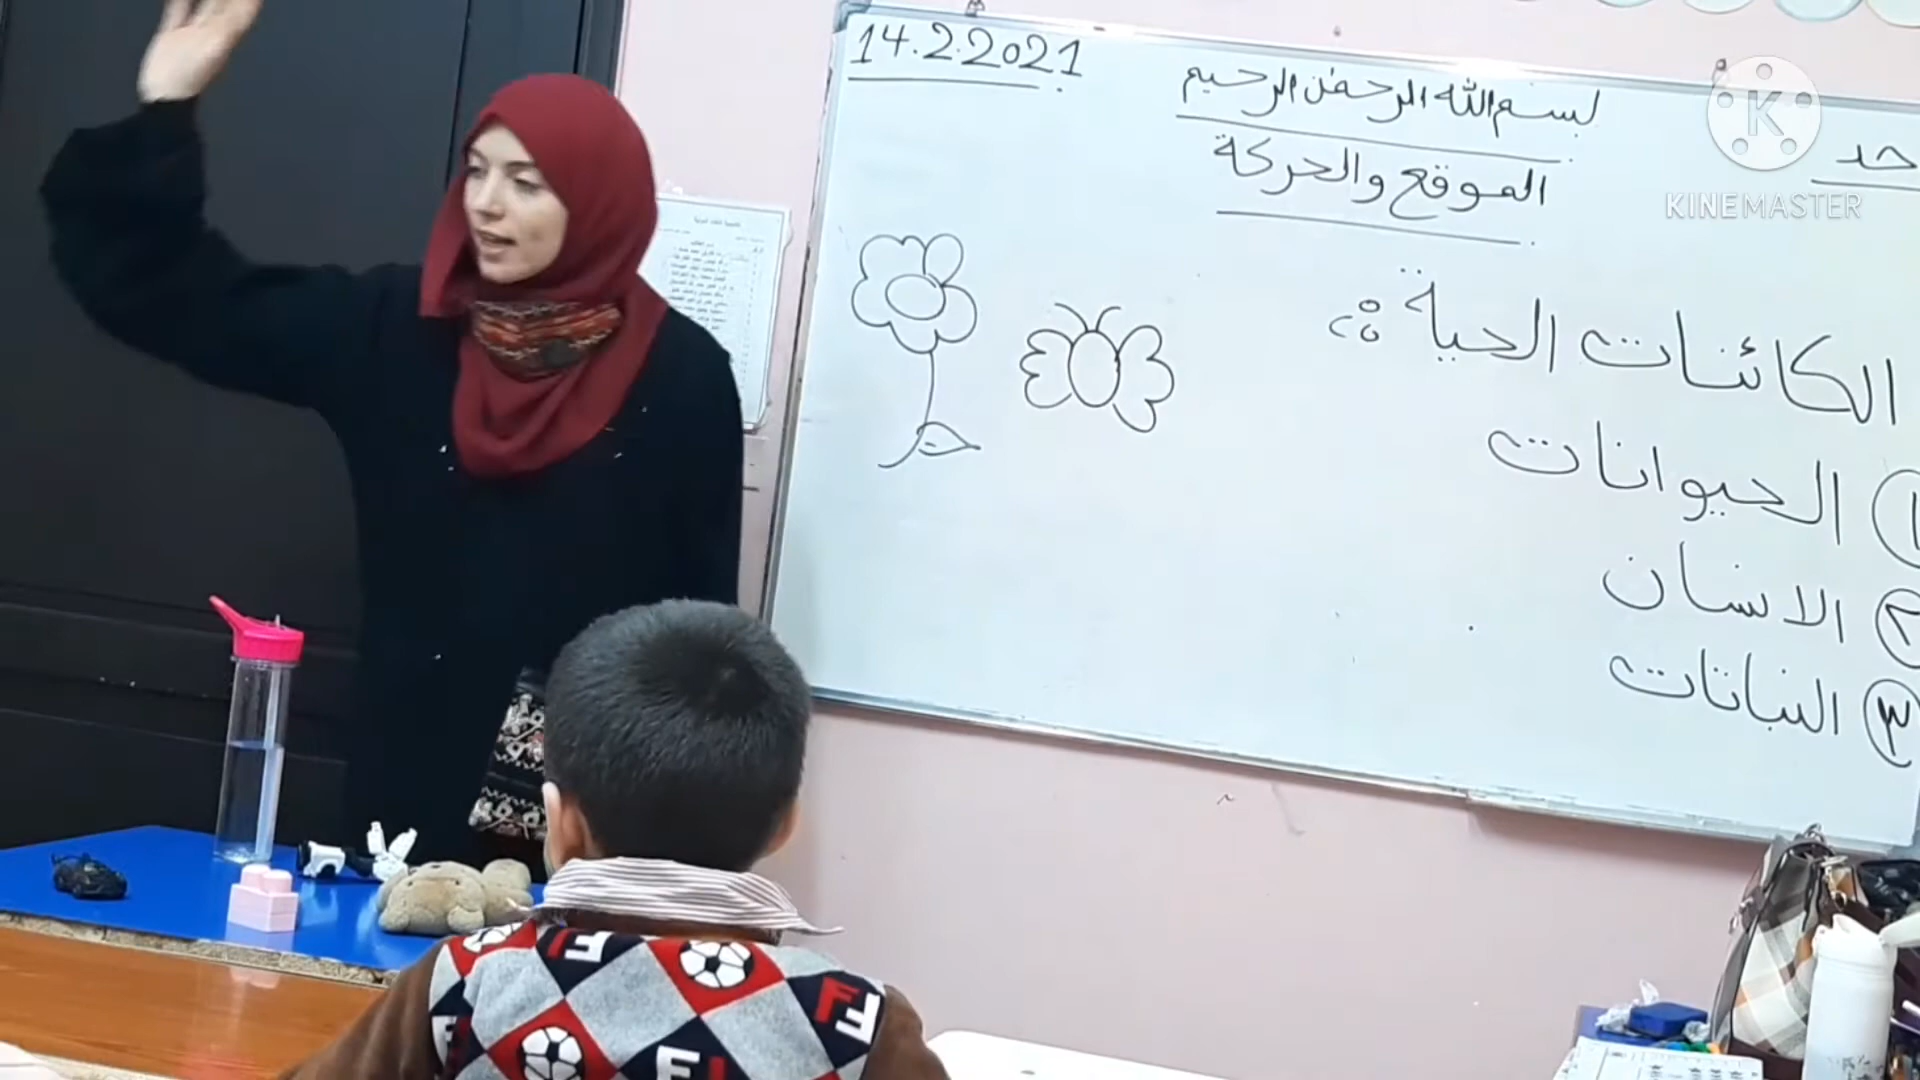 14.2.2021
بسم الله الرحمن الرحيم
الموقع والحركة
الكائنات الحية :
١ الحيوانات
٢ الانسان
٣ النباتات
K
KINEMASTER